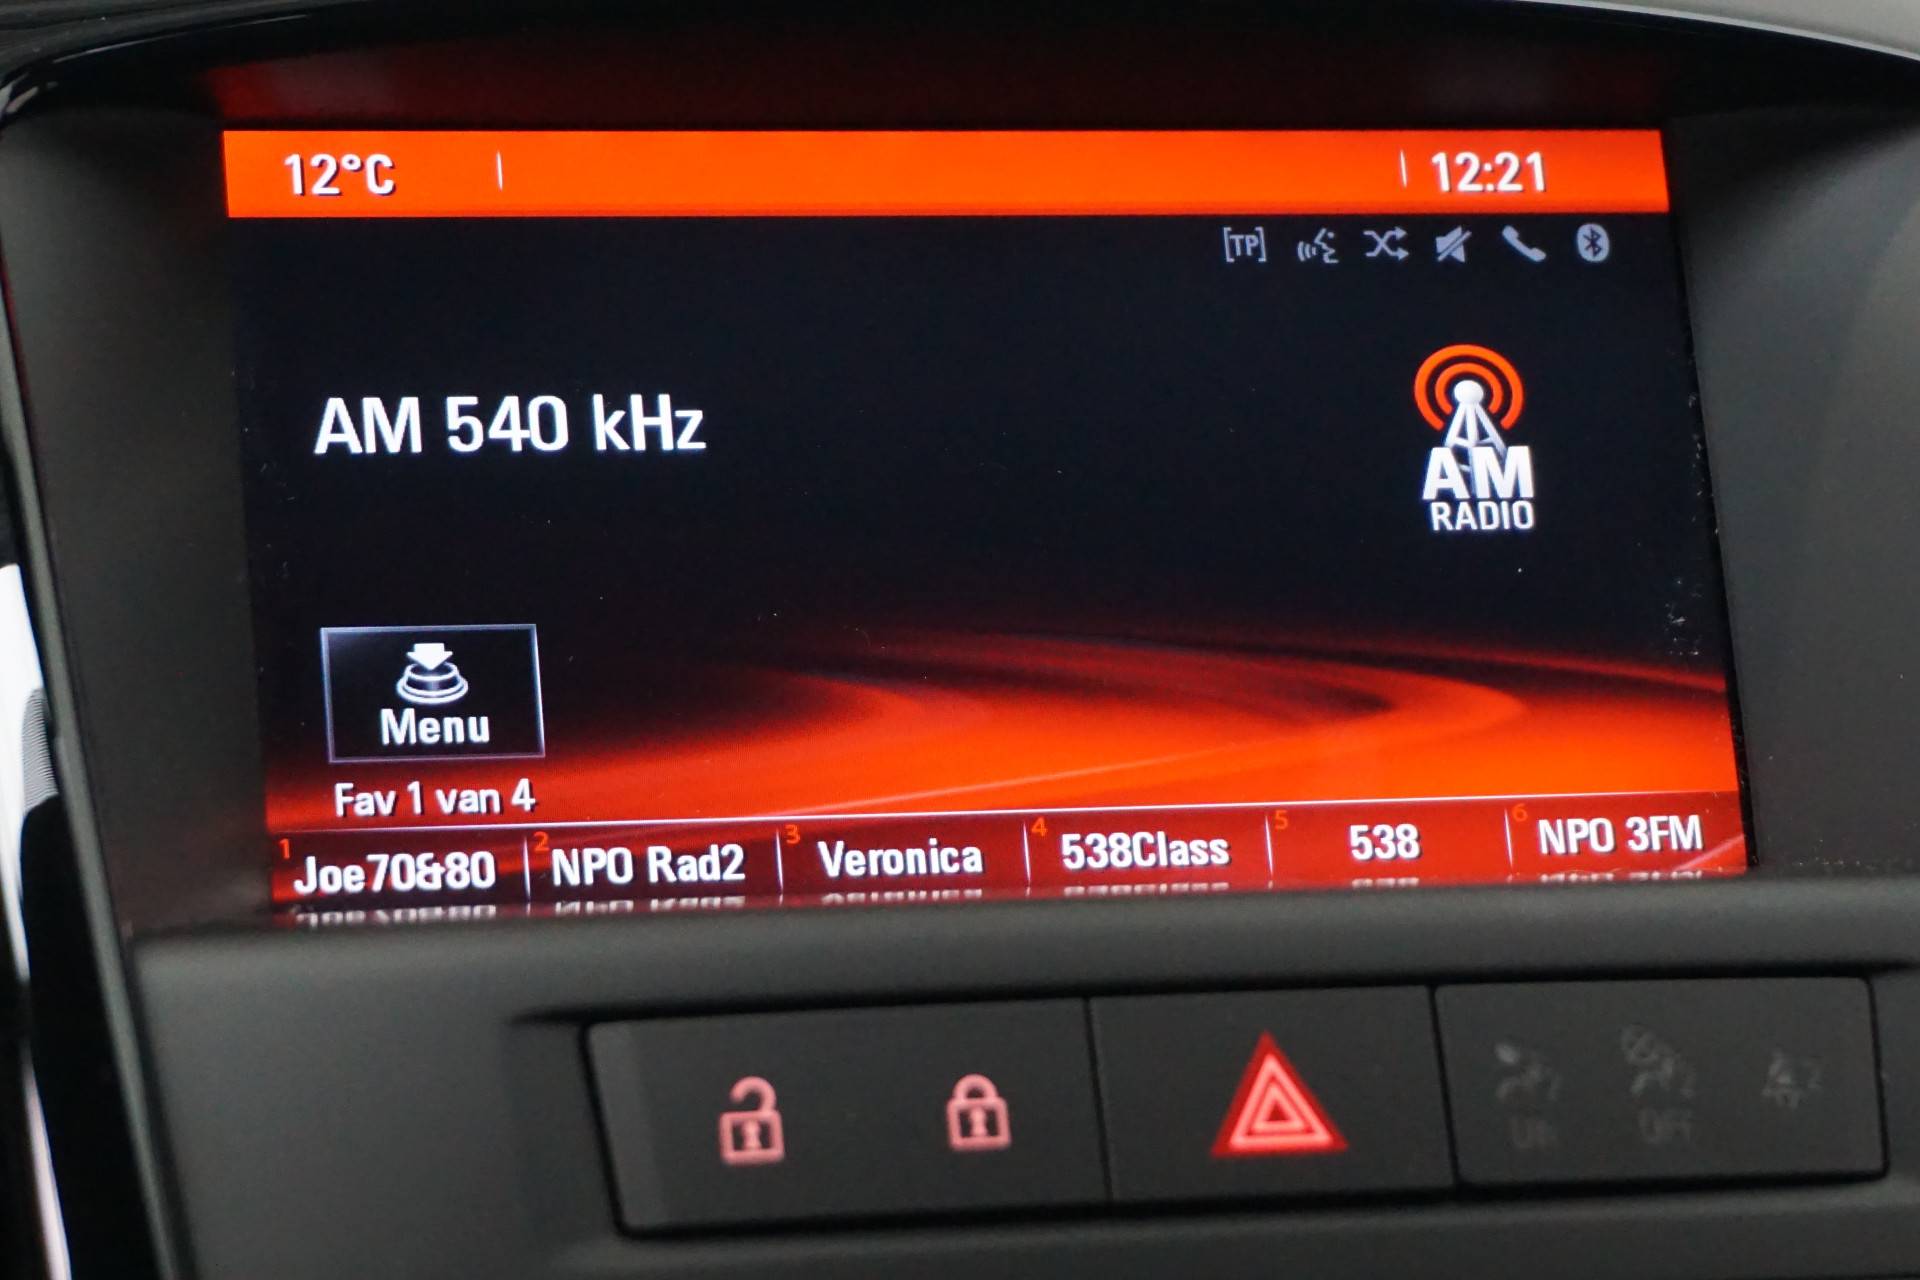 12°C 12:21
[TP]
AM 540 kHz
AM
RADIO
Menu
Fav 1 van 4
1 Joe70&80 2 NPO Rad2 3 Veronica 4 538Class 5 538 6 NPO 3FM
OFF